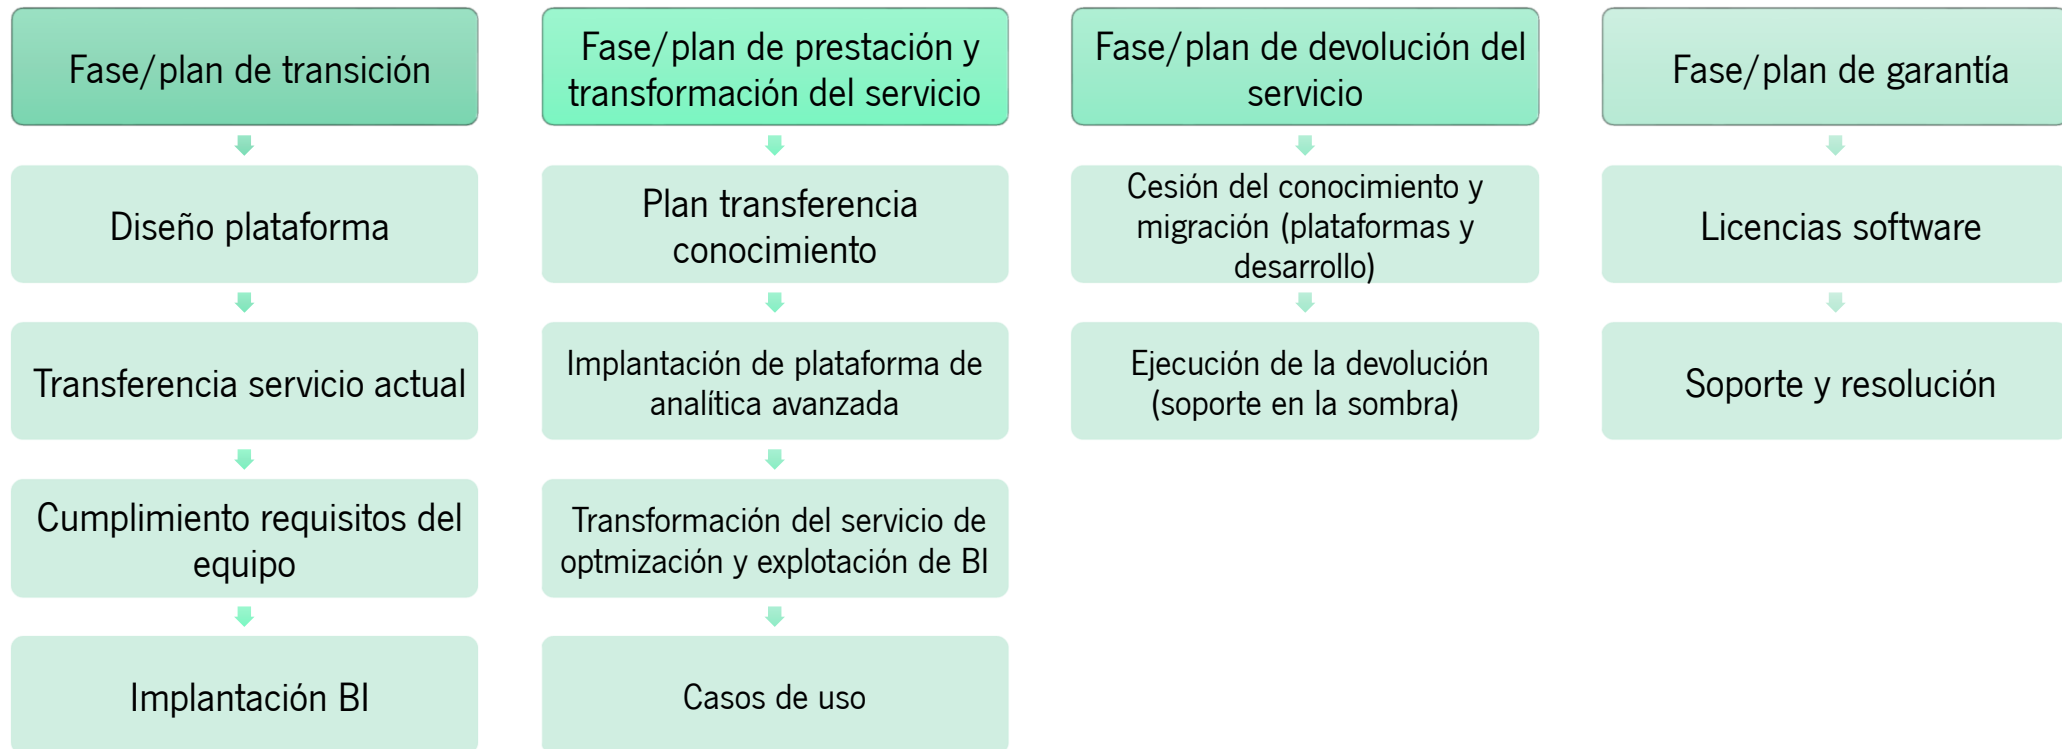 Fase/plan de transición
Diseño plataforma
Transferencia servicio actual
Cumplimiento requisitos del
equipo
Implantación BI
Fase/plan de prestación y
transformación del servicio
Plan transferencia
conocimiento
Implantación de plataforma de
analítica avanzada
Transformación del servicio de
optmización y explotación de BI
Casos de uso
Fase/plan de devolución del
servicio
Cesión del conocimiento y
migración (plataformas y
desarrollo)
Ejecución de la devolución
(soporte en la sombra)
Fase/plan de garantía
Licencias software
Soporte y resolución